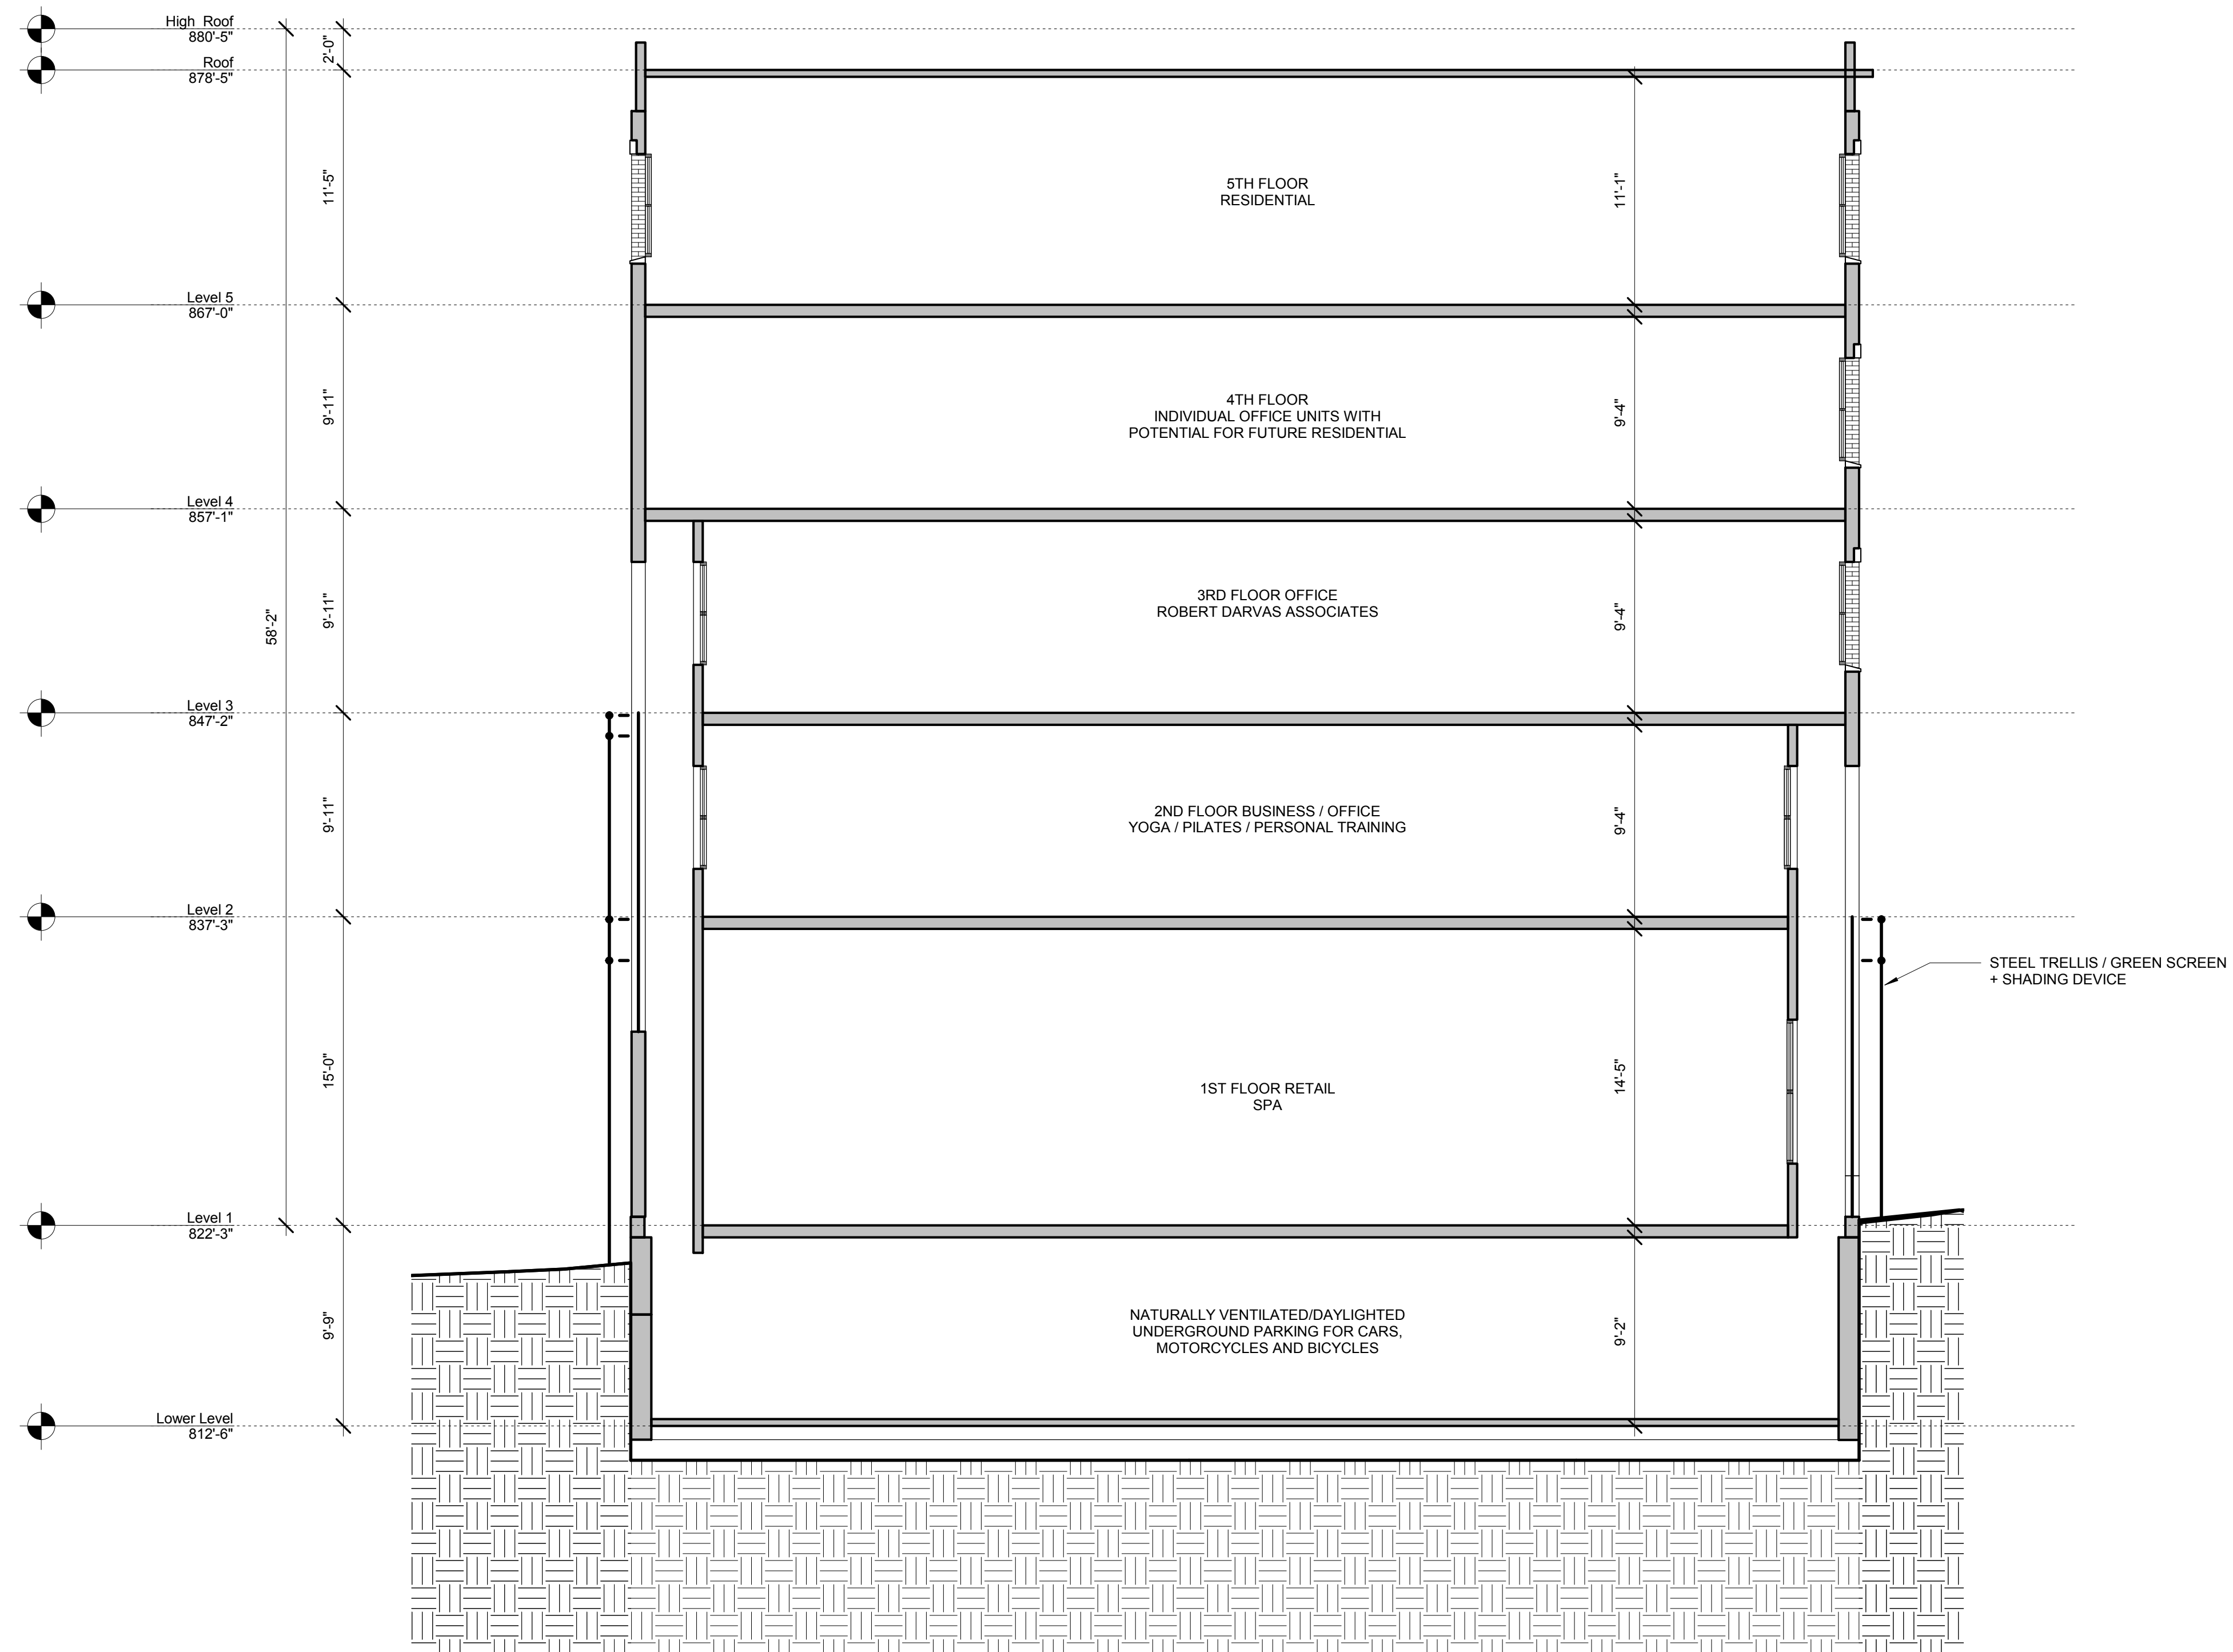 High Roof
880'-5"
2'-0"
Roof
878'-5"
11'-5"
5TH FLOOR
RESIDENTIAL
11'-1"
Level 5
867'-0"
9'-11"
4TH FLOOR
INDIVIDUAL OFFICE UNITS WITH
POTENTIAL FOR FUTURE RESIDENTIAL
9'-4"
Level 4
857'-1"
58'-2"
9'-11"
3RD FLOOR OFFICE
ROBERT DARVAS ASSOCIATES
9'-4"
Level 3
847'-2"
9'-11"
2ND FLOOR BUSINESS / OFFICE
YOGA / PILATES / PERSONAL TRAINING
9'-4"
Level 2
837'-3"
STEEL TRELLIS / GREEN SCREEN
+ SHADING DEVICE
15'-0"
1ST FLOOR RETAIL
SPA
14'-5"
Level 1
822'-3"
9'-9"
NATURALLY VENTILATED/DAYLIGHTED
UNDERGROUND PARKING FOR CARS,
MOTORCYCLES AND BICYCLES
9'-2"
Lower Level
812'-6"